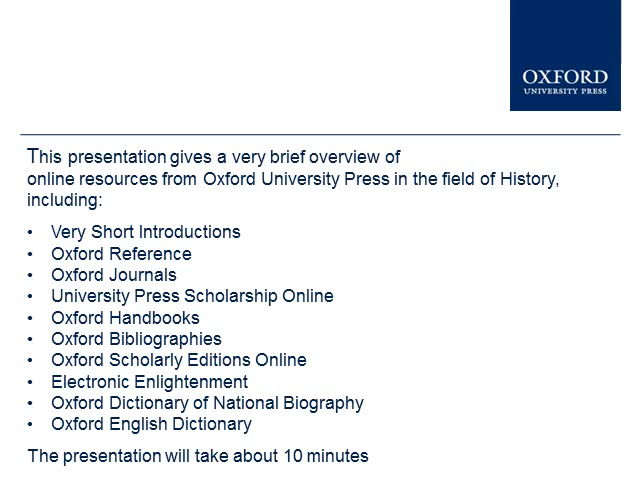 OXFORD
UNIVERSITY PRESS
This presentation gives a very brief overview of
online resources from Oxford University Press in the field of History,
including:
• Very Short Introductions
• Oxford Reference
• Oxford Journals
• University Press Scholarship Online
• Oxford Handbooks
• Oxford Bibliographies
• Oxford Scholarly Editions Online
• Electronic Enlightenment
• Oxford Dictionary of National Biography
• Oxford English Dictionary
The presentation will take about 10 minutes